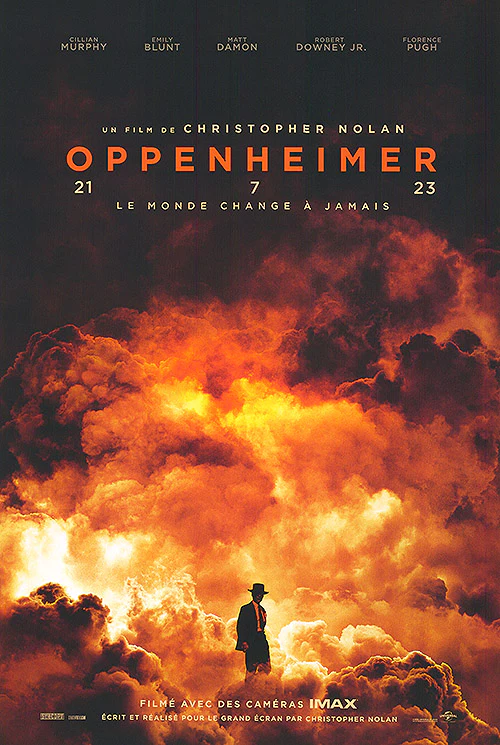 CILLIAN MURPHY
EMILY BLUNT
MATT DAMON
ROBERT DOWNEY JR.
FLORENCE PUGH
UN FILM DE CHRISTOPHER NOLAN
OPPENHEIMER
21 7 23
LE MONDE CHANGE À JAMAIS
FILMÉ AVEC DES CAMÉRAS IMAX
SYNCOPY
ÉCRIT ET RÉALISÉ POUR LE GRAND ÉCRAN PAR CHRISTOPHER NOLAN